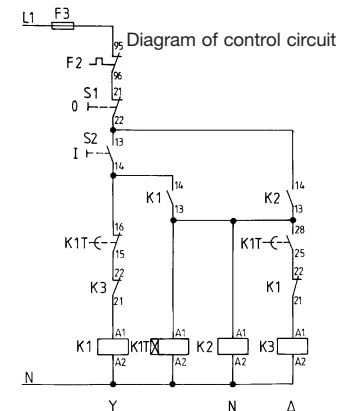 L1 F3
Diagram of control circuit
95
F2
96
S1 21
0
22
S2 13
I
14
K1 14
13
K2 14
13
K1T 16
15
K1T 28
25
K3 22
21
K1 22
21
K1 A1
A2
K1T A1
A2
K2 A1
A2
K3 A1
A2
N
Y N Δ